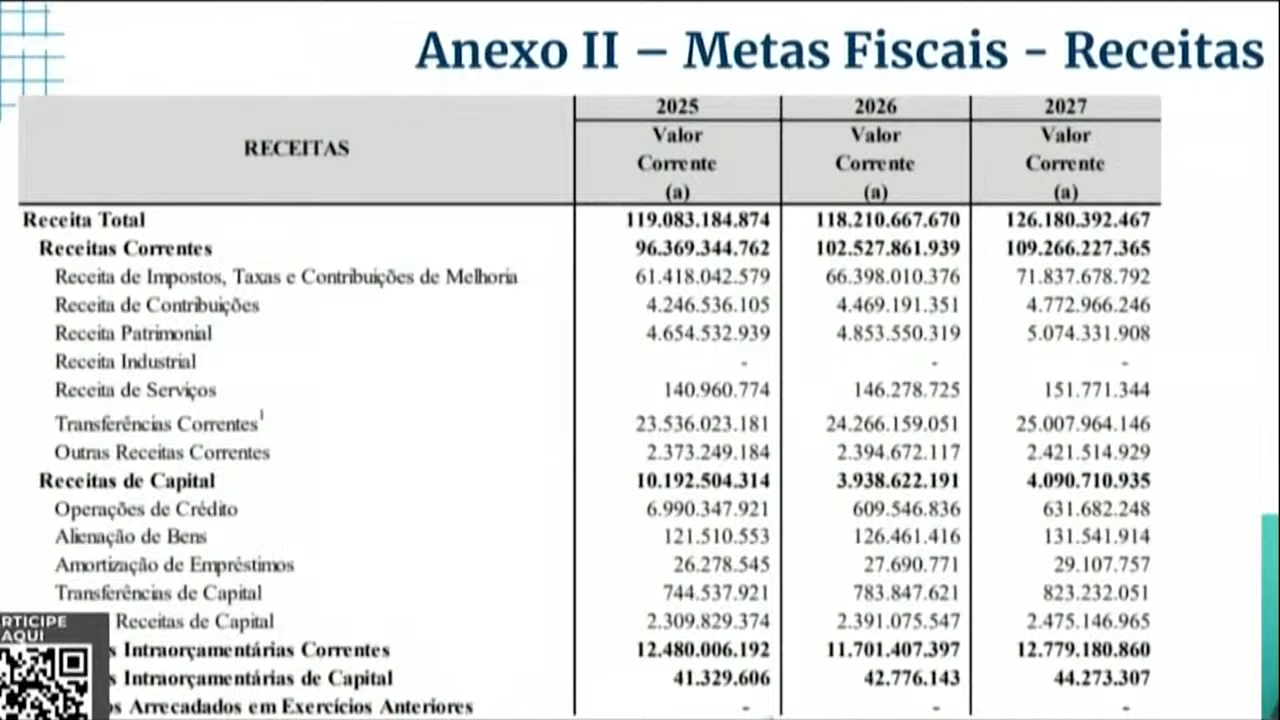 Anexo II – Metas Fiscais - Receitas
RECEITAS 2025 2026 2027
Valor Corrente (a) Valor Corrente (a) Valor Corrente (a)
Receita Total 119.083.184.874 118.210.667.670 126.180.392.467
Receitas Correntes 96.369.344.762 102.527.861.939 109.266.227.365
Receita de Impostos, Taxas e Contribuições de Melhoria 61.418.042.579 66.398.010.376 71.837.678.792
Receita de Contribuições 4.246.536.105 4.469.191.351 4.772.966.246
Receita Patrimonial 4.654.532.939 4.853.550.319 5.074.331.908
Receita Industrial - - -
Receita de Serviços 140.960.774 146.278.725 151.771.344
Transferências Correntes¹ 23.536.023.181 24.266.159.051 25.007.964.146
Outras Receitas Correntes 2.373.249.184 2.394.672.117 2.421.514.929
Receitas de Capital 10.192.504.314 3.938.622.191 4.090.710.935
Operações de Crédito 6.990.347.921 609.546.836 631.682.248
Alienação de Bens 121.510.553 126.461.416 131.541.914
Amortização de Empréstimos 26.278.545 27.690.771 29.107.757
Transferências de Capital 744.537.921 783.847.621 823.232.051
Receitas de Capital 2.309.829.374 2.391.075.547 2.475.146.965
s Intraorçamentárias Correntes 12.480.006.192 11.701.407.397 12.779.180.860
s Intraorçamentárias de Capital 41.329.606 42.776.143 44.273.307
os Arrecadados em Exercícios Anteriores - - -
RTICIPE
AQUI